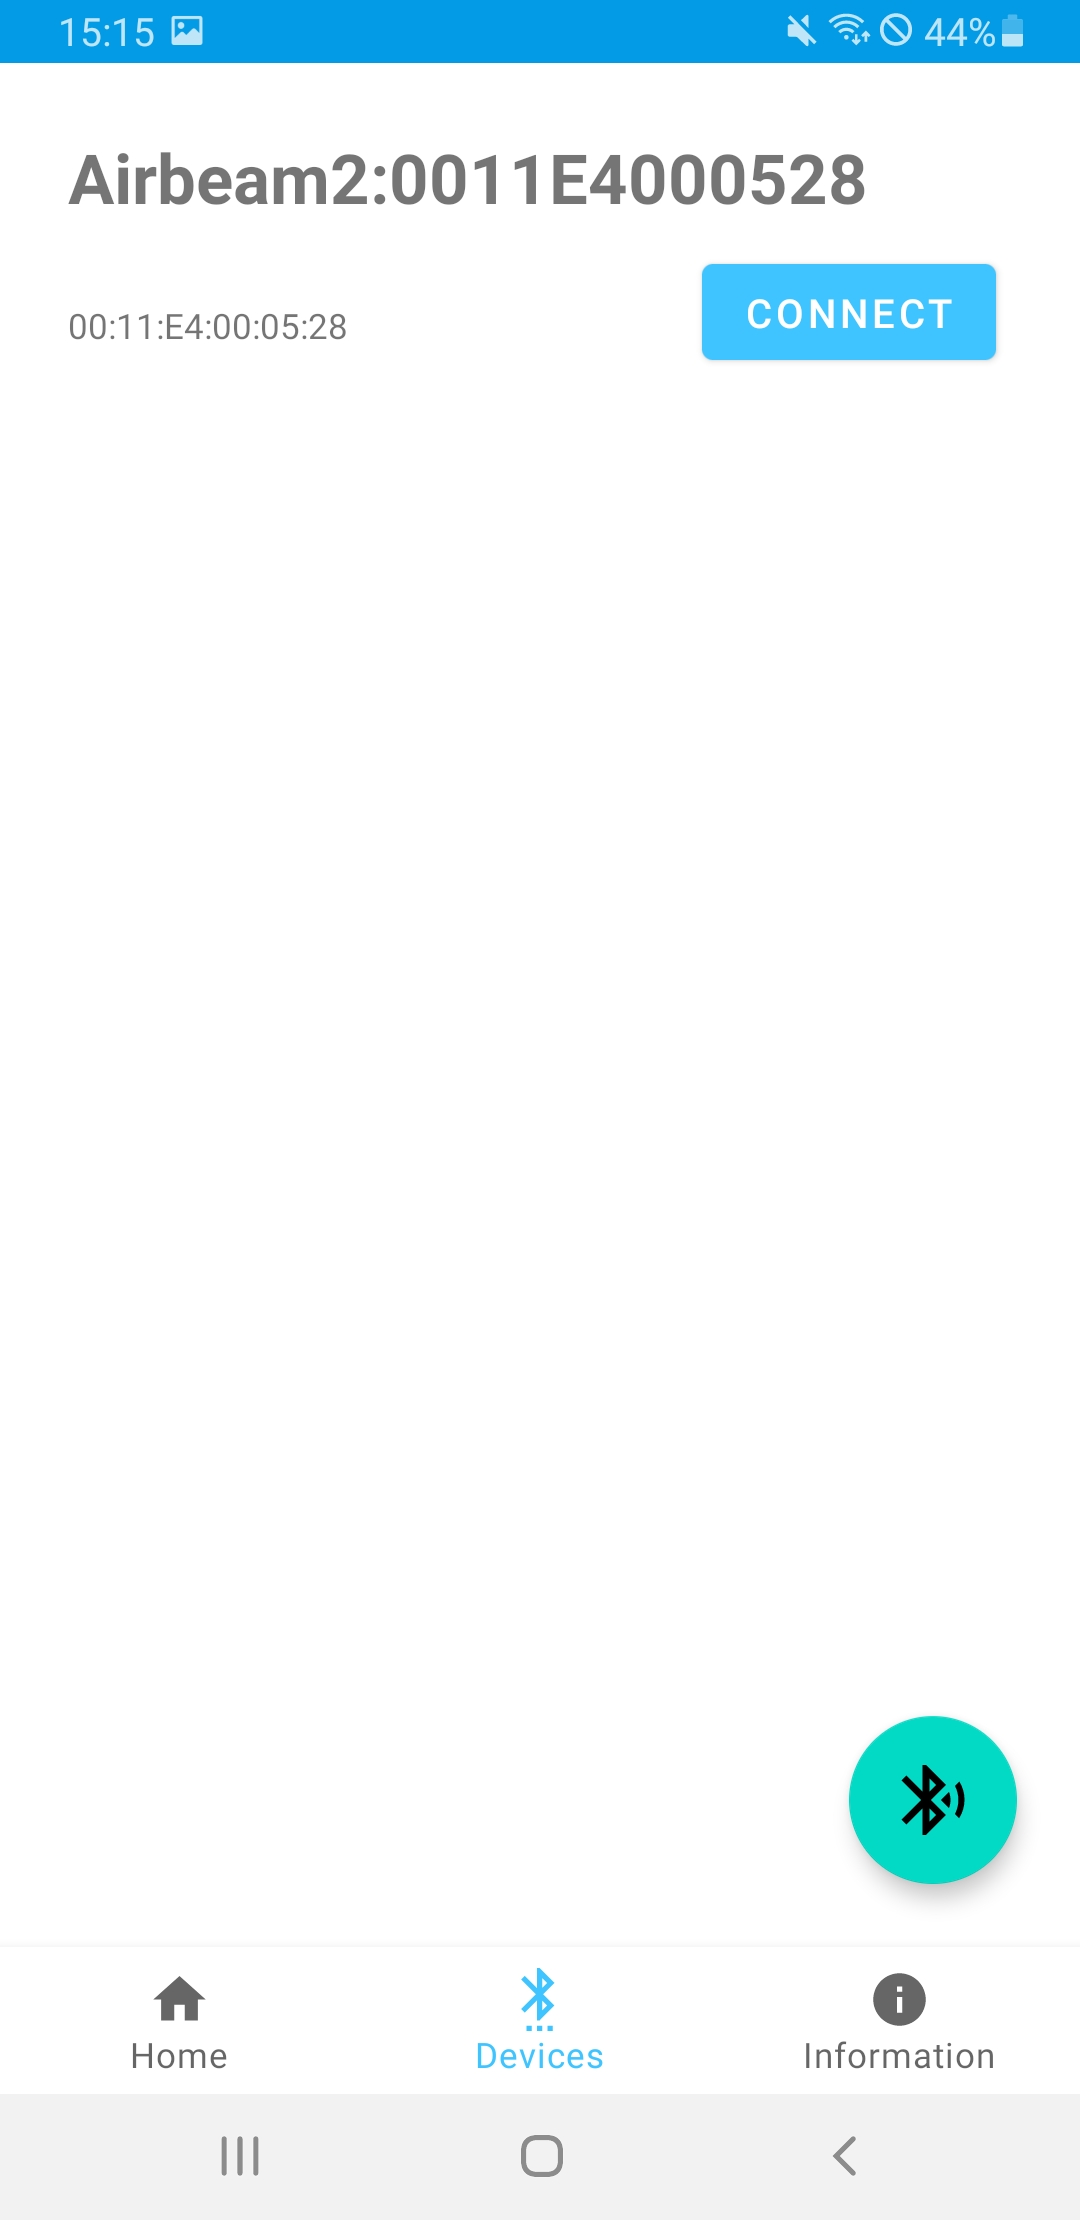 15:15 44%
Airbeam2:0011E4000528
00:11:E4:00:05:28 CONNECT
Home Devices Information